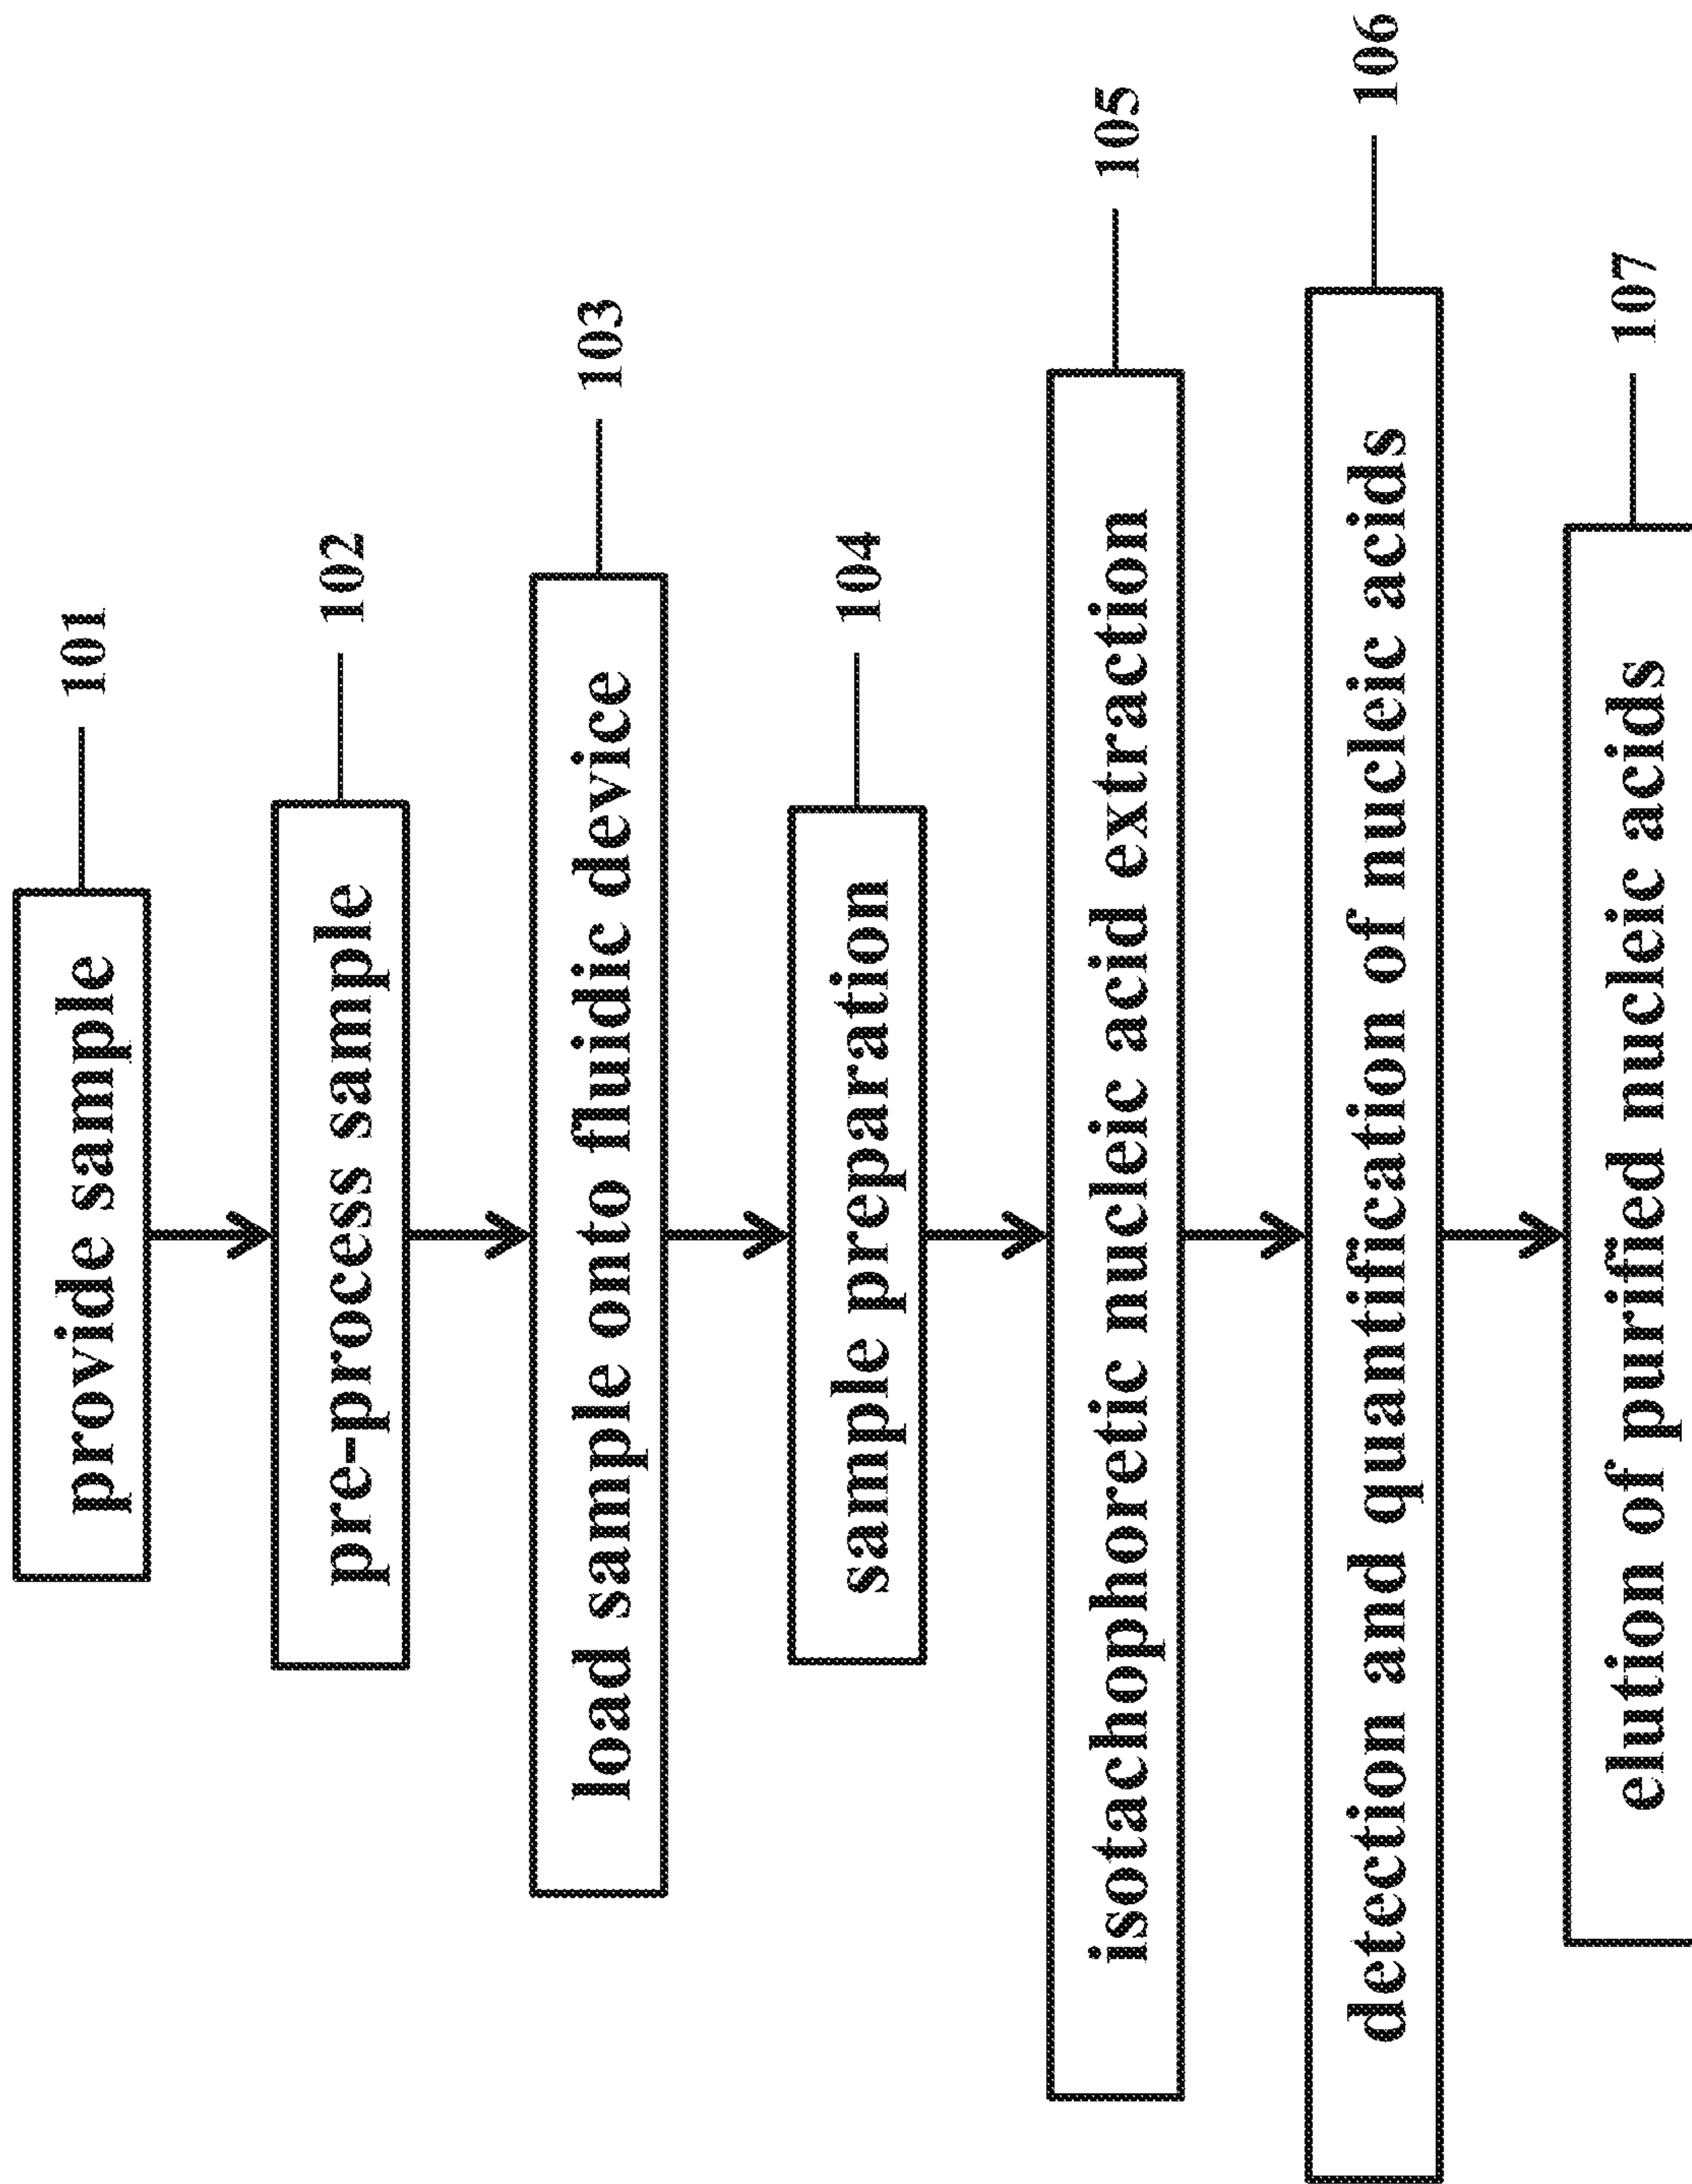 provide sample
101
pre-process sample
102
load sample onto fluidic device
103
sample preparation
104
isotachophoretic nucleic acid extraction
105
detection and quantification of nucleic acids
106
elution of purified nucleic acids
107